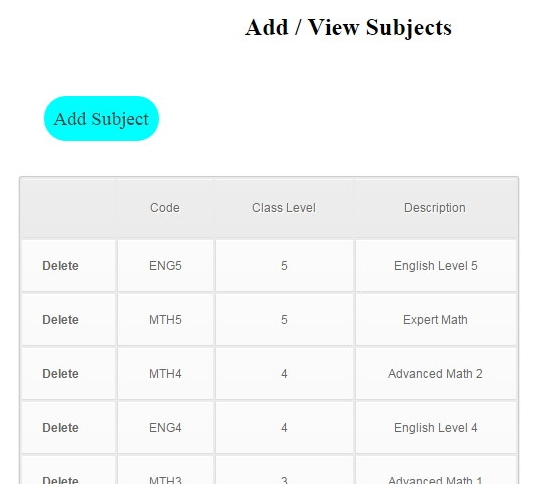 Add / View Subjects
Add Subject
Code Class Level Description
Delete ENG5 5 English Level 5
Delete MTH5 5 Expert Math
Delete MTH4 4 Advanced Math 2
Delete ENG4 4 English Level 4
Delete MTH3 3 Advanced Math 1